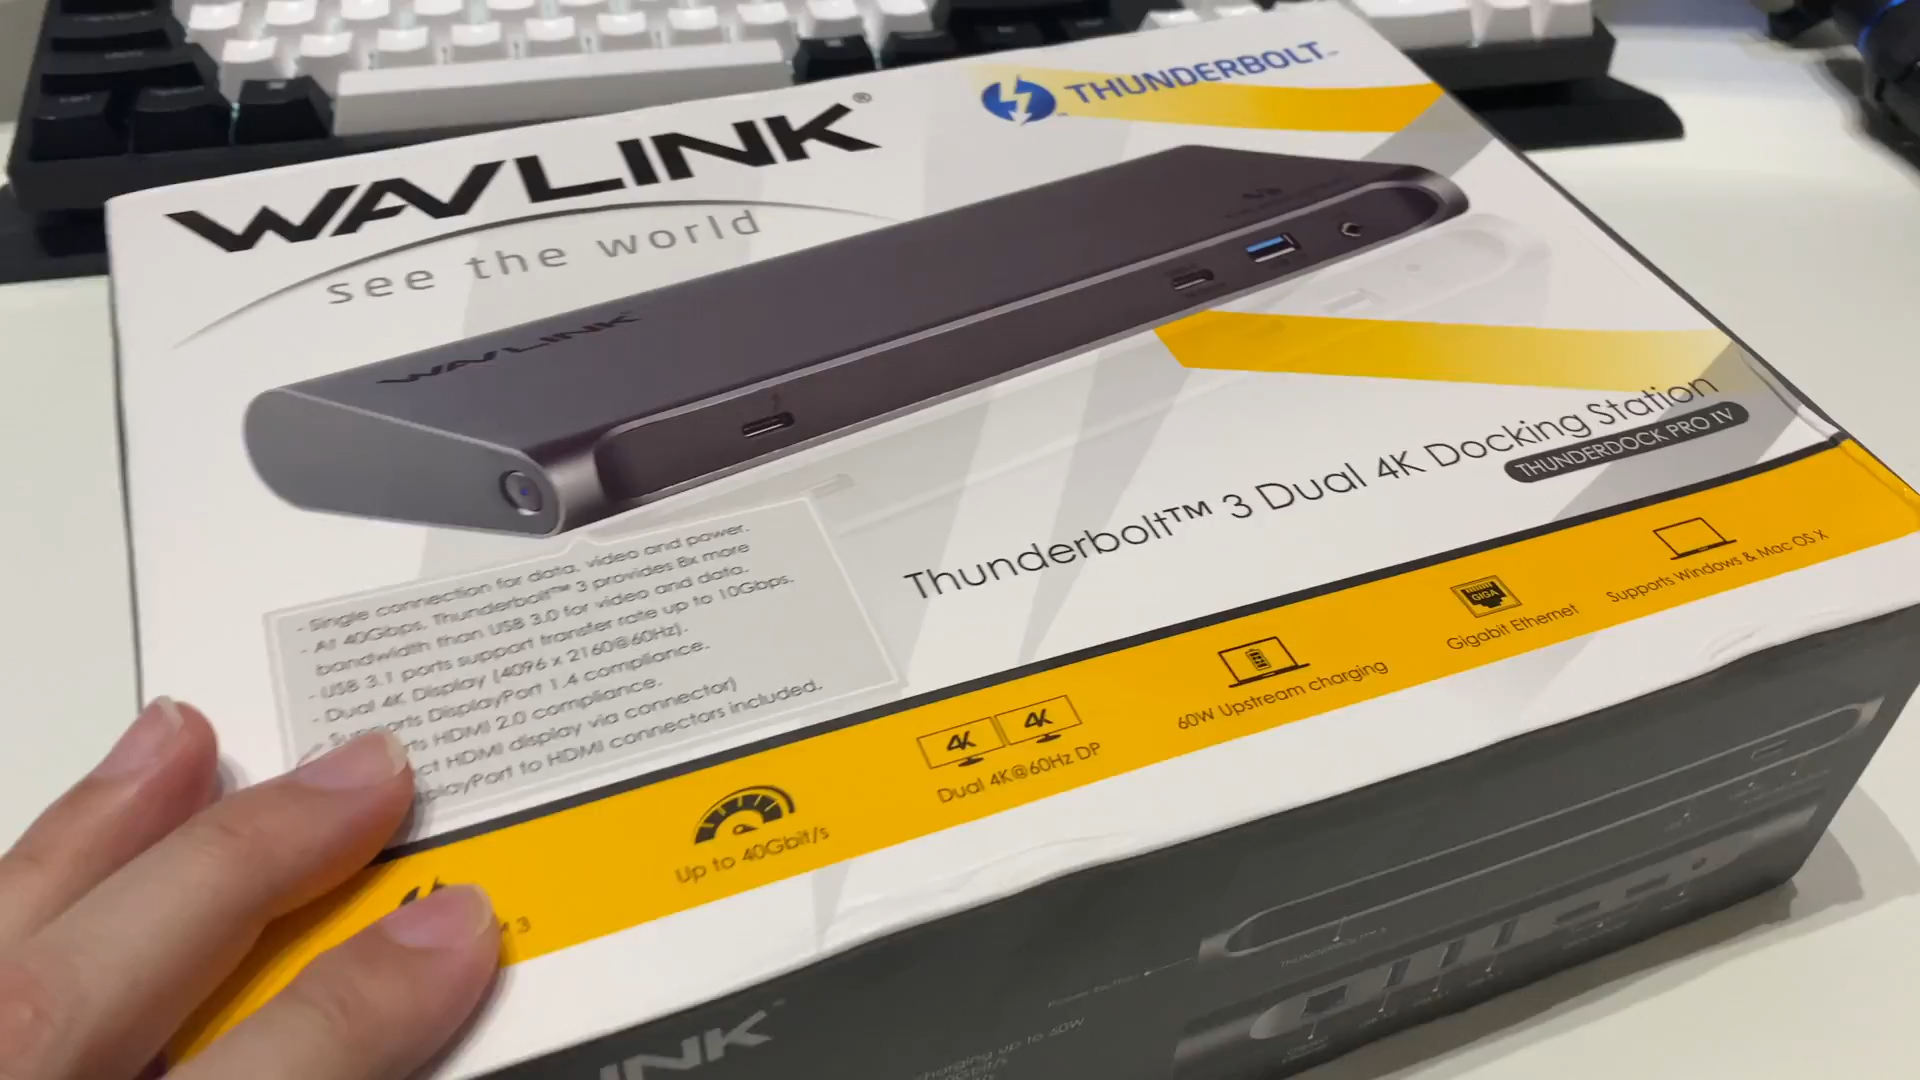 WAVLINK®
see the world
THUNDERBOLT™
WAVLINK
Thunderbolt™ 3 Dual 4K Docking Station
THUNDERDOCK PRO IV
- Single connection for data, video and power.
- At 40Gbps, Thunderbolt™ 3 provides 8x more
bandwidth than USB 3.0 for video and data.
- USB 3.1 ports support transfer rate up to 10Gbps.
- Dual 4K Display (4096 x 2160@60Hz).
- Supports DisplayPort 1.4 compliance.
HDMI 2.0 compliance.
HDMI display via connector)
to HDMI connectors included.
3
Up to 40Gbit/s
4K 4K
Dual 4K@60Hz DP
60W Upstream charging
GIGA
Gigabit Ethernet
Supports Windows & Mac OS X
up to 60W